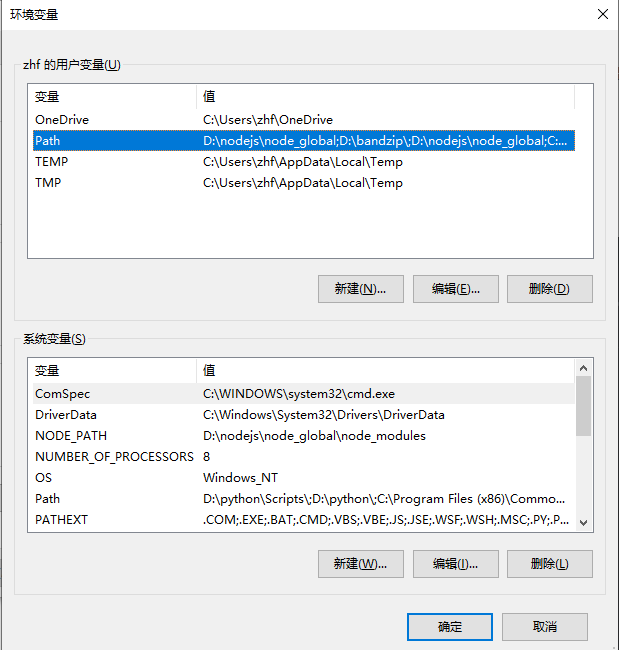 环境变量
zhf 的用户变量(U)
变量 值
OneDrive C:\Users\zhf\OneDrive
Path D:\nodejs\node_global;D:\bandzip\;D:\nodejs\node_global;C:...
TEMP C:\Users\zhf\AppData\Local\Temp
TMP C:\Users\zhf\AppData\Local\Temp
新建(N)... 编辑(E)... 删除(D)
系统变量(S)
变量 值
ComSpec C:\WINDOWS\system32\cmd.exe
DriverData C:\Windows\System32\Drivers\DriverData
NODE_PATH D:\nodejs\node_global\node_modules
NUMBER_OF_PROCESSORS 8
OS Windows_NT
Path D:\python\Scripts\;D:\python\;C:\Program Files (x86)\Commo...
PATHEXT .COM;.EXE;.BAT;.CMD;.VBS;.VBE;.JS;.JSE;.WSF;.WSH;.MSC;.PY;.P...
新建(W)... 编辑(I)... 删除(L)
确定 取消